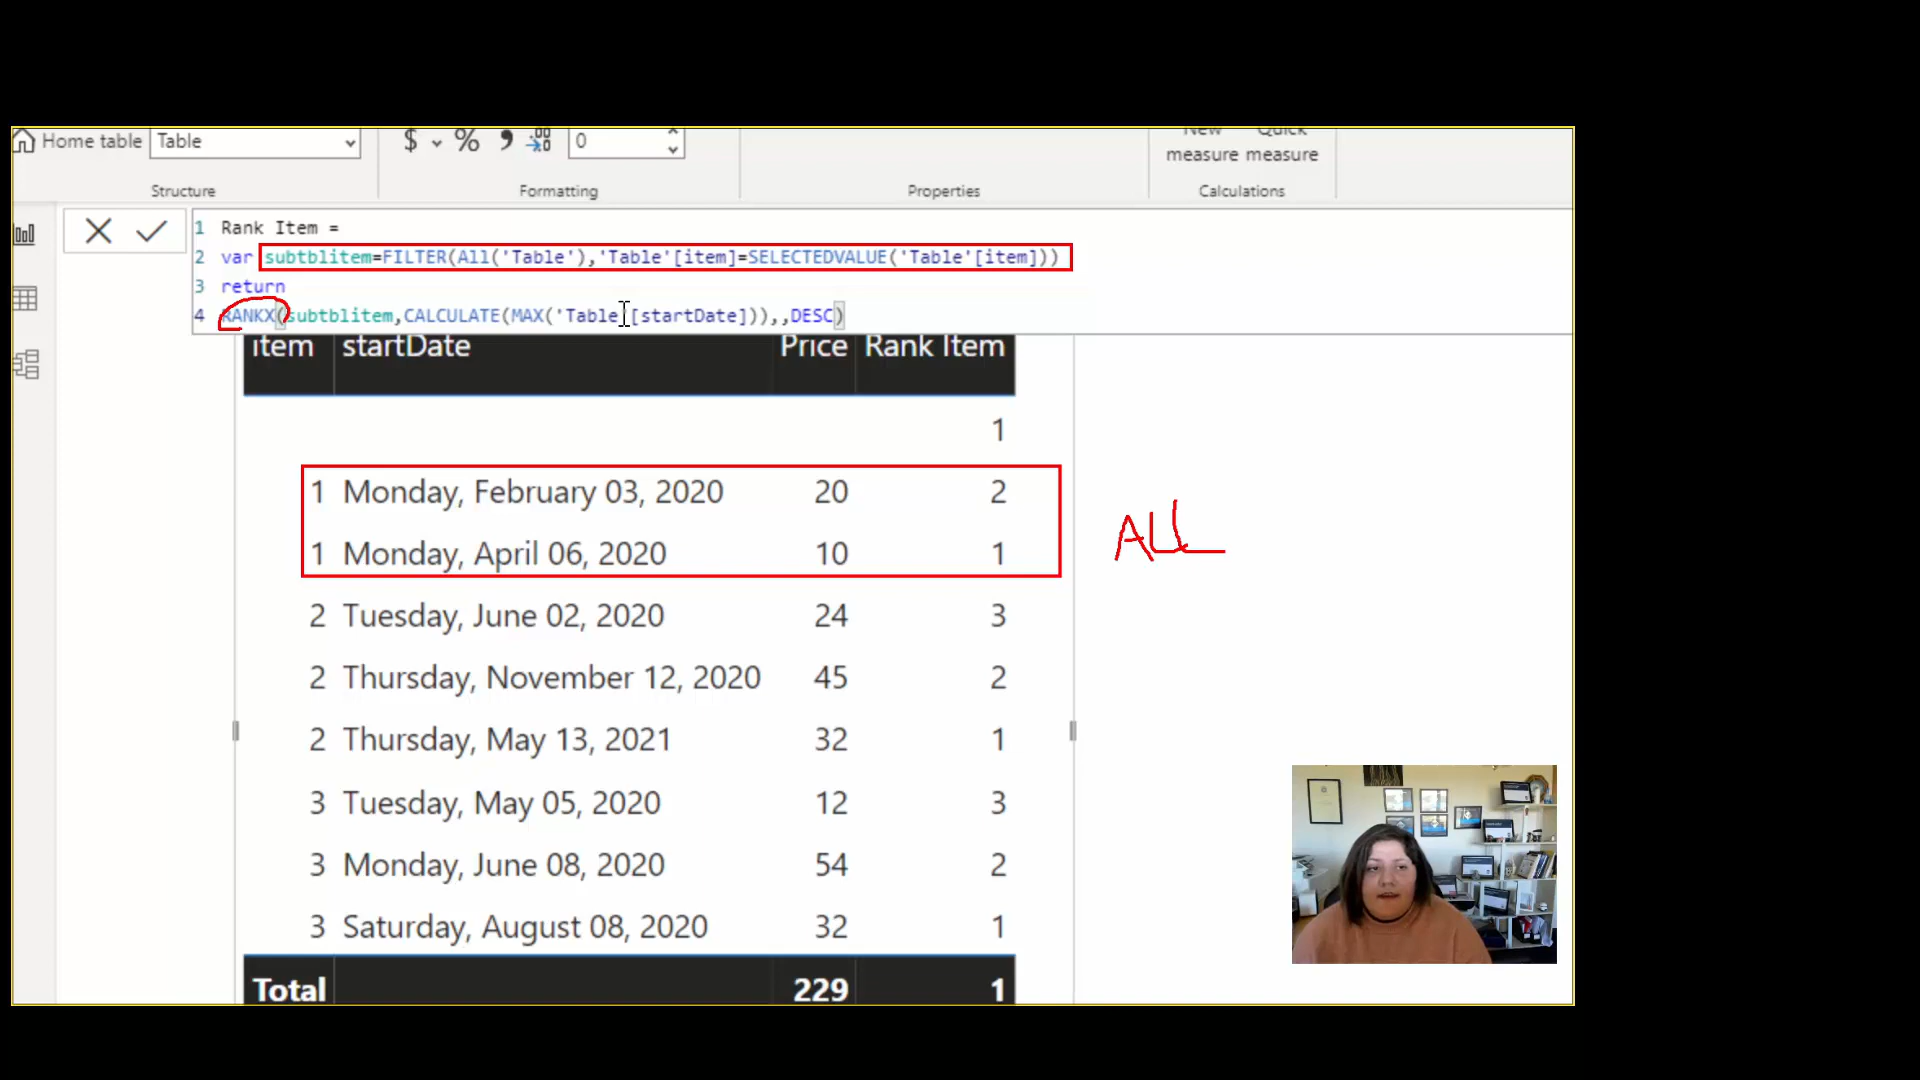 New Quick
Home table Table $ % 0 measure measure
Structure Formatting Properties Calculations
1 Rank Item =
2 var subtblitem=FILTER(All('Table'),'Table'[item]=SELECTEDVALUE('Table'[item]))
3 return
4 RANKX(subtblitem,CALCULATE(MAX('Table'[startDate])),,DESC)
item startDate Price Rank Item
1
1 Monday, February 03, 2020 20 2
1 Monday, April 06, 2020 10 1
ALL
2 Tuesday, June 02, 2020 24 3
2 Thursday, November 12, 2020 45 2
2 Thursday, May 13, 2021 32 1
3 Tuesday, May 05, 2020 12 3
3 Monday, June 08, 2020 54 2
3 Saturday, August 08, 2020 32 1
Total 229 1